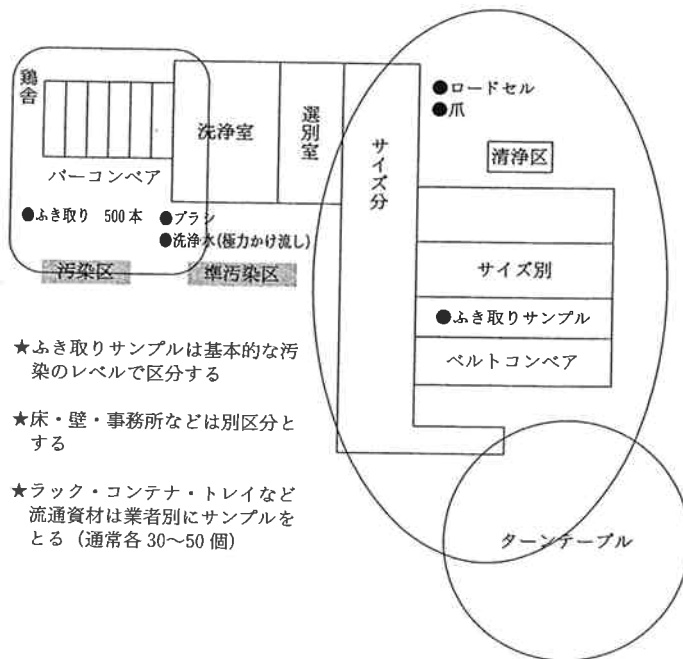 鶏舎
バーコンベア
●ふき取り 500本
●ブラシ
●洗浄水(極力かけ流し)
汚染区
準汚染区
洗浄室
選別室
サイズ分
●ロードセル
●爪
清浄区
サイズ別
●ふき取りサンプル
ベルトコンベア
ターンテーブル
★ふき取りサンプルは基本的な汚
染のレベルで区分する
★床・壁・事務所などは別区分と
する
★ラック・コンテナ・トレイなど
流通資材は業者別にサンプルを
とる(通常各30〜50個)